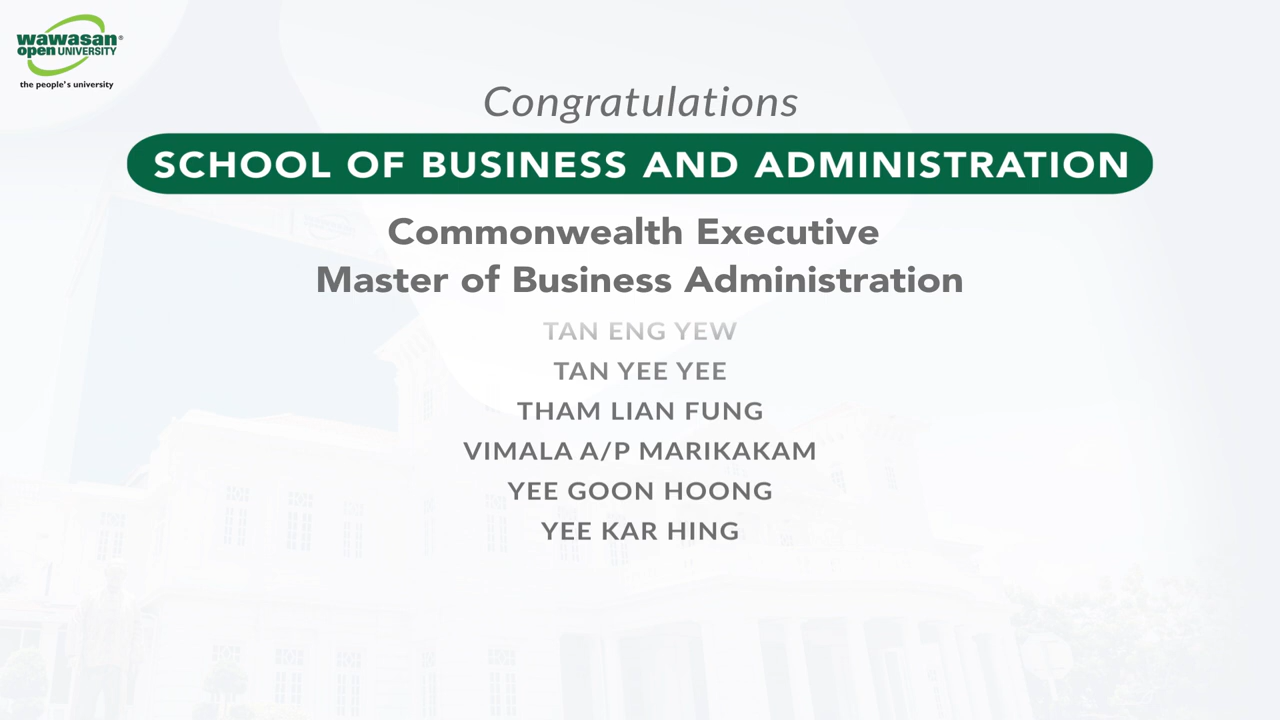 wawasan®
open UNIVERSITY
the people's university
Congratulations
SCHOOL OF BUSINESS AND ADMINISTRATION
Commonwealth Executive
Master of Business Administration
TAN ENG YEW
TAN YEE YEE
THAM LIAN FUNG
VIMALA A/P MARIKAKAM
YEE GOON HOONG
YEE KAR HING